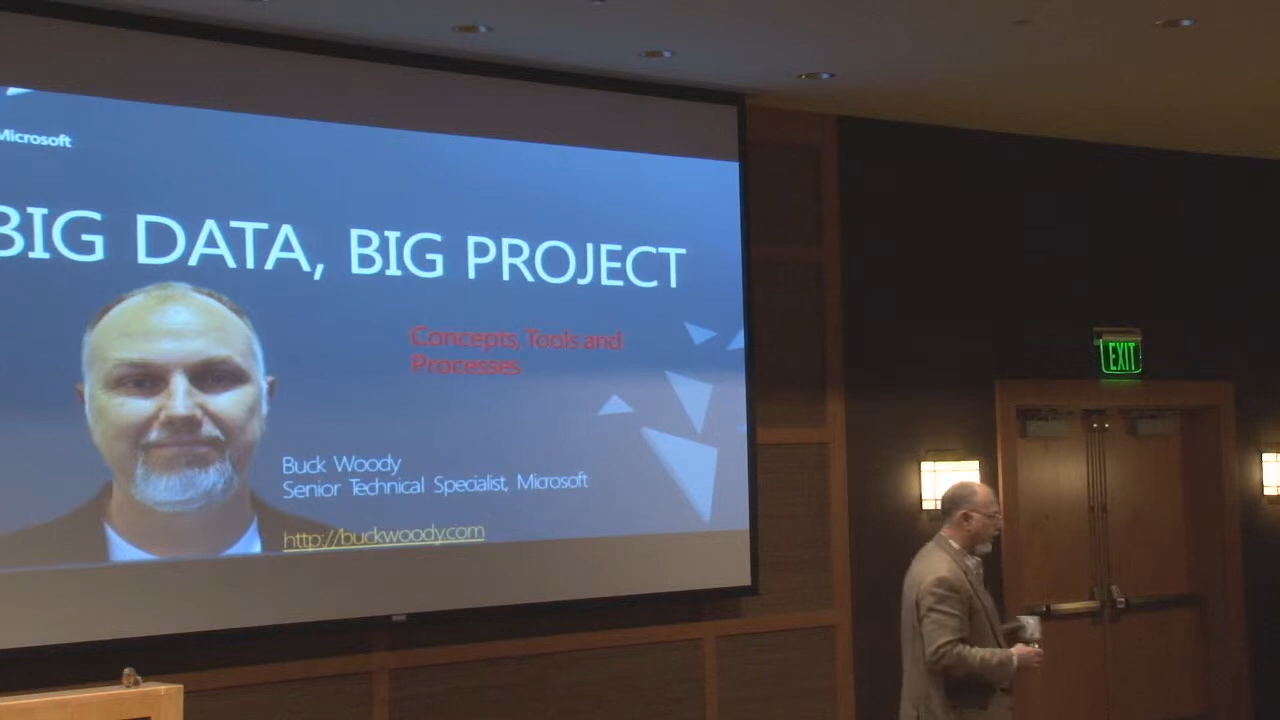 Microsoft
BIG DATA, BIG PROJECT
Concepts, Tools and
Processes
Buck Woody
Senior Technical Specialist, Microsoft
http://buckwoody.com
EXIT